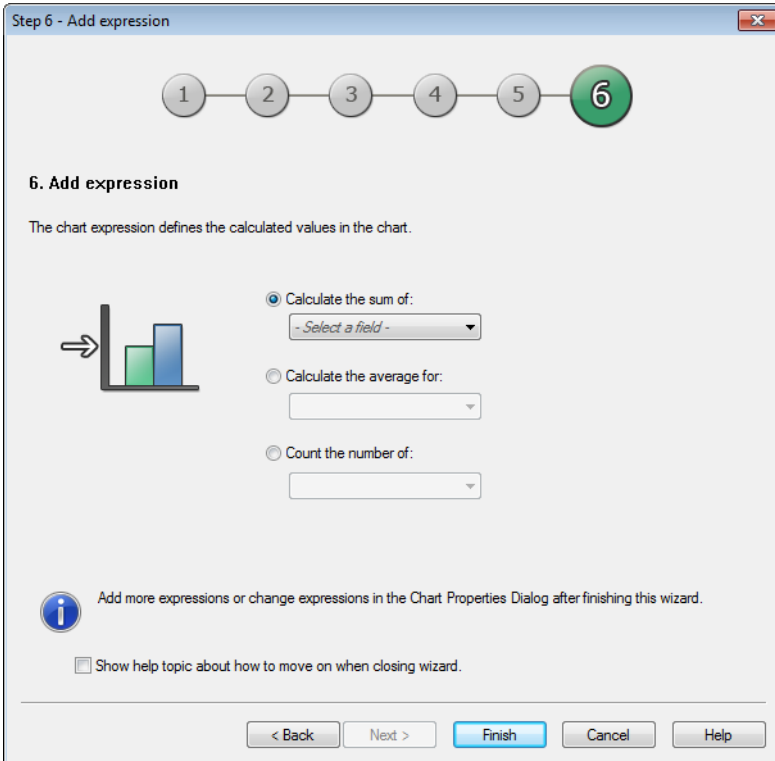 Step 6 - Add expression
1 2 3 4 5 6
6. Add expression
The chart expression defines the calculated values in the chart.
Calculate the sum of:
- Select a field -
Calculate the average for:
Count the number of:
Add more expressions or change expressions in the Chart Properties Dialog after finishing this wizard.
Show help topic about how to move on when closing wizard.
< Back Next > Finish Cancel Help